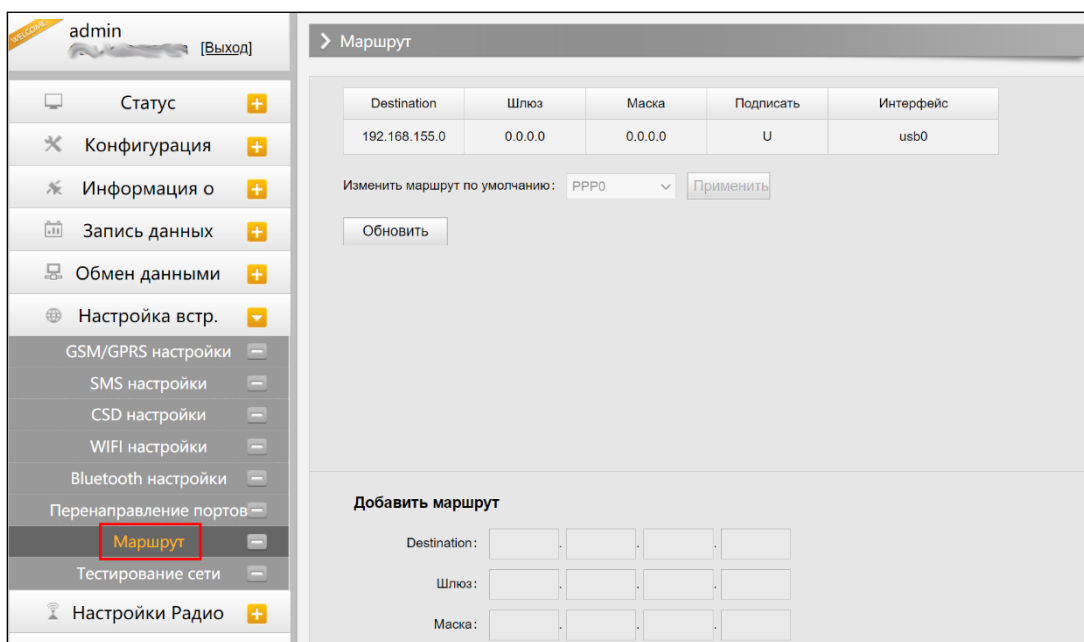 WELCOME
admin
[Выход]
Статус
Конфигурация
Информация о
Запись данных
Обмен данными
Настройка встр.
GSM/GPRS настройки
SMS настройки
CSD настройки
WIFI настройки
Bluetooth настройки
Перенаправление портов
Маршрут
Тестирование сети
Настройки Радио
Маршрут
Destination Шлюз Маска Подписать Интерфейс
192.168.155.0 0.0.0.0 0.0.0.0 U usb0
Изменить маршрут по умолчанию: PPP0 Применить
Обновить
Добавить маршрут
Destination: . . .
Шлюз: . . .
Маска: . . .